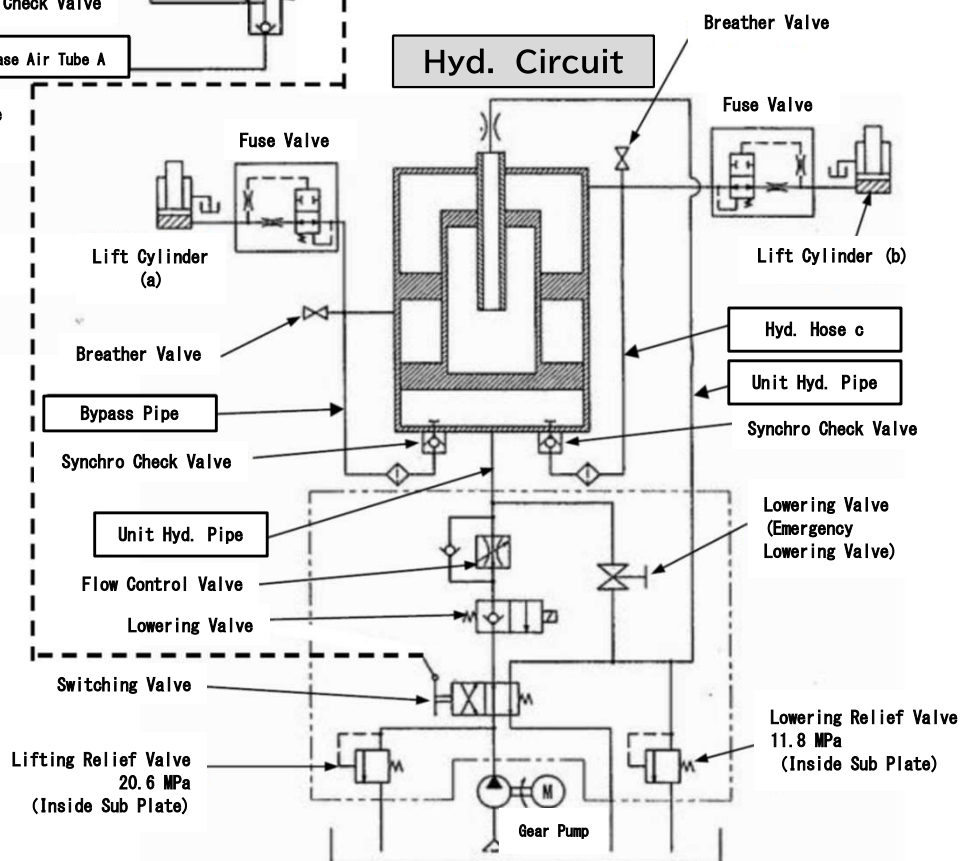 Check Valve
Breather Valve
ase Air Tube A
Hyd. Circuit
Fuse Valve
Fuse Valve
Lift Cylinder
(a)
Lift Cylinder (b)
Breather Valve
Hyd. Hose c
Unit Hyd. Pipe
Bypass Pipe
Synchro Check Valve
Synchro Check Valve
Lowering Valve
(Emergency
Lowering Valve)
Unit Hyd. Pipe
Flow Control Valve
Lowering Valve
Switching Valve
Lowering Relief Valve
11.8 MPa
(Inside Sub Plate)
Lifting Relief Valve
20.6 MPa
(Inside Sub Plate)
M
Gear Pump